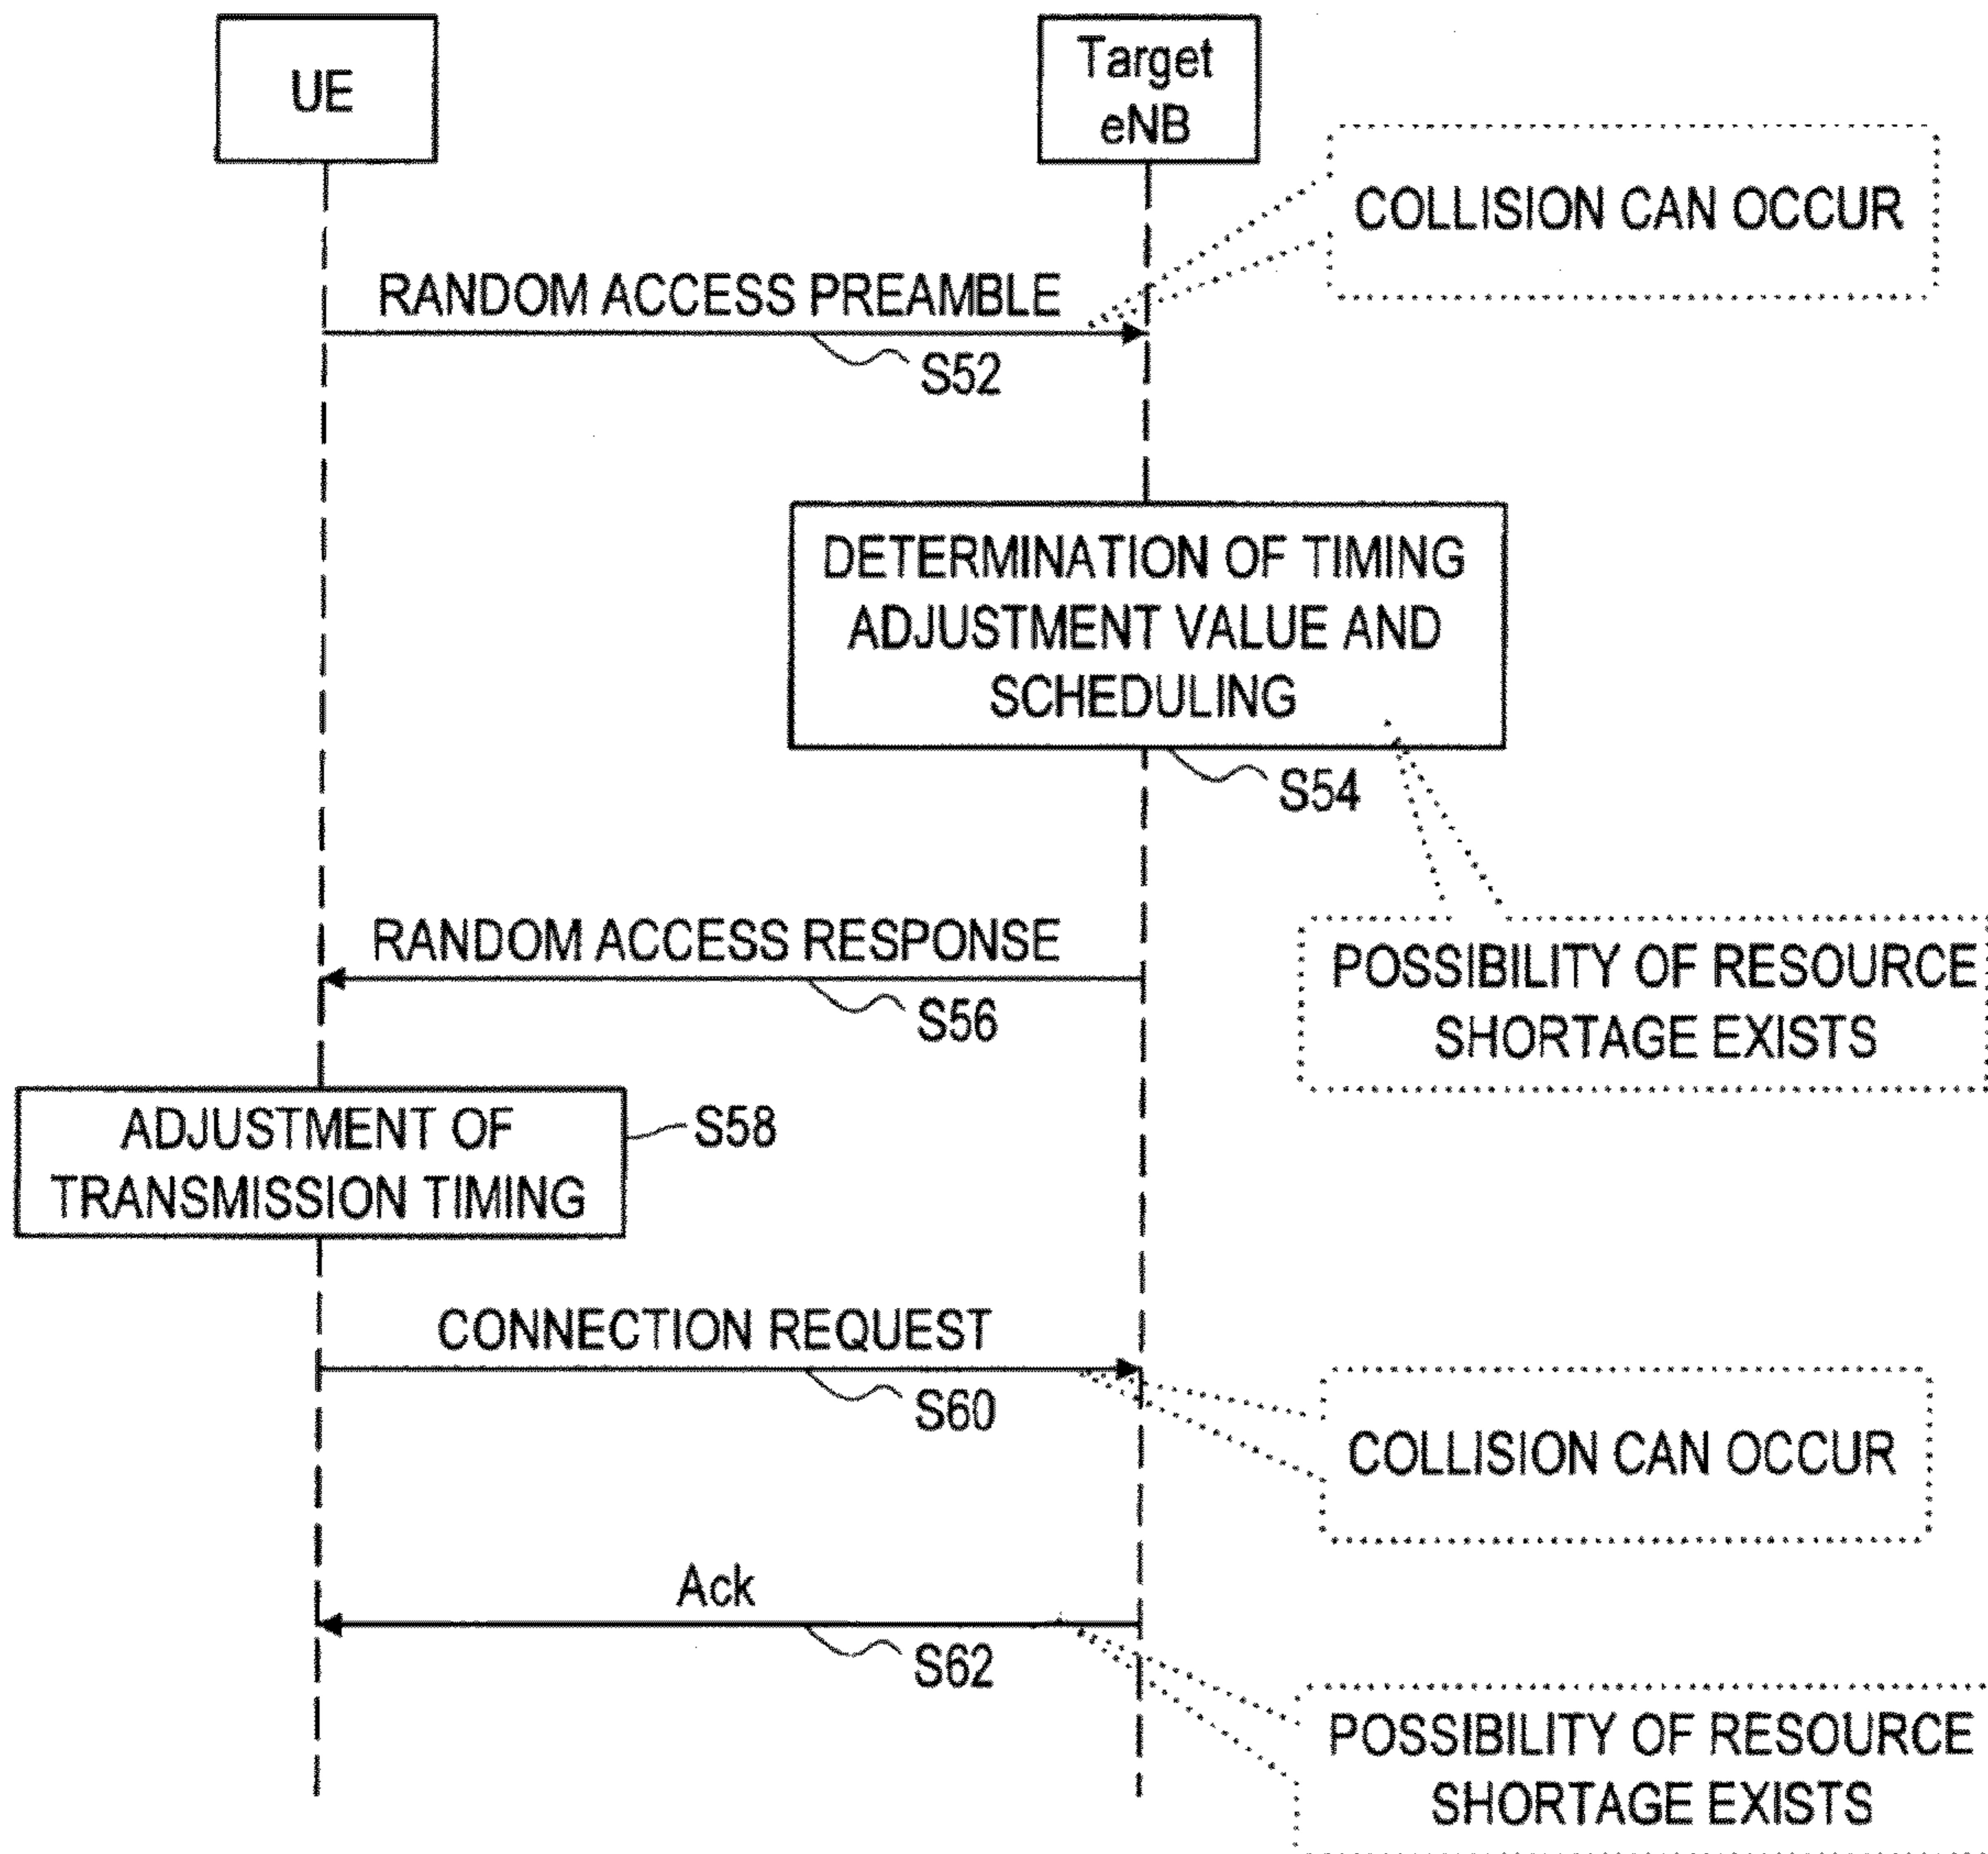 UE
Target
eNB
COLLISION CAN OCCUR
RANDOM ACCESS PREAMBLE
S52
DETERMINATION OF TIMING
ADJUSTMENT VALUE AND
SCHEDULING
S54
RANDOM ACCESS RESPONSE
S56
POSSIBILITY OF RESOURCE
SHORTAGE EXISTS
ADJUSTMENT OF
TRANSMISSION TIMING
S58
CONNECTION REQUEST
S60
COLLISION CAN OCCUR
Ack
S62
POSSIBILITY OF RESOURCE
SHORTAGE EXISTS